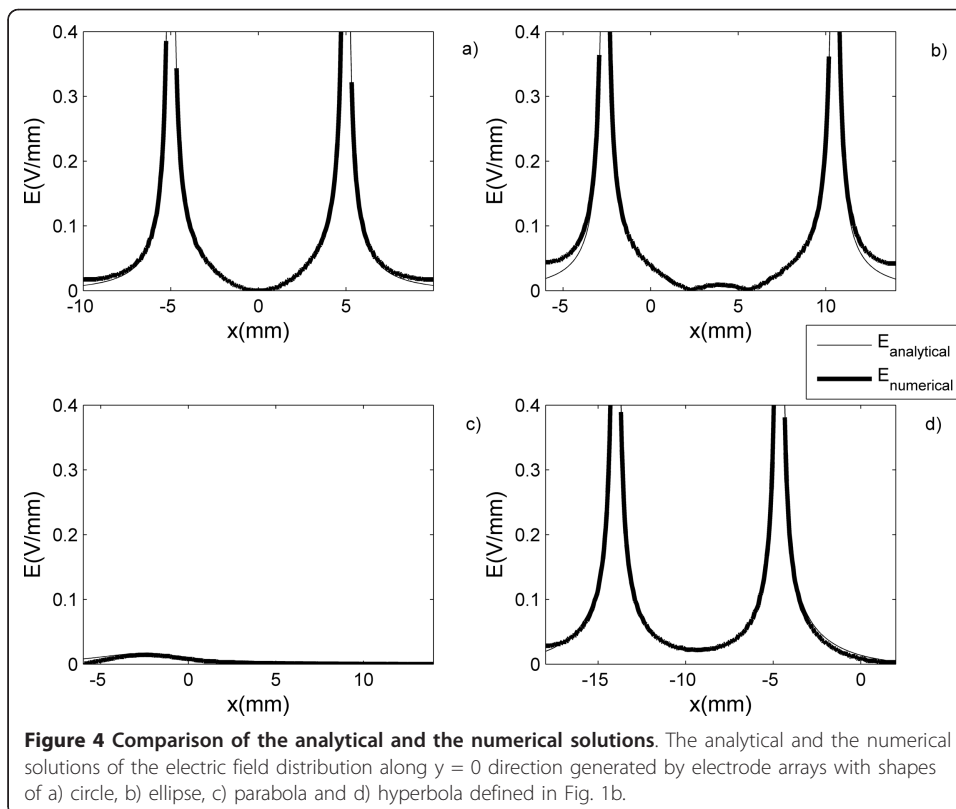 0.4
0.3
0.2
0.1
0
E(V/mm)
-10
-5
0
5
x(mm)
a)
0.4
0.3
0.2
0.1
0
E(V/mm)
-5
0
5
10
x(mm)
b)
E analytical
E numerical
0.4
0.3
0.2
0.1
0
E(V/mm)
-5
0
5
10
x(mm)
c)
0.4
0.3
0.2
0.1
0
E(V/mm)
-15
-10
-5
0
x(mm)
d)
Figure 4 Comparison of the analytical and the numerical solutions. The analytical and the numerical
solutions of the electric field distribution along y = 0 direction generated by electrode arrays with shapes
of a) circle, b) ellipse, c) parabola and d) hyperbola defined in Fig. 1b.